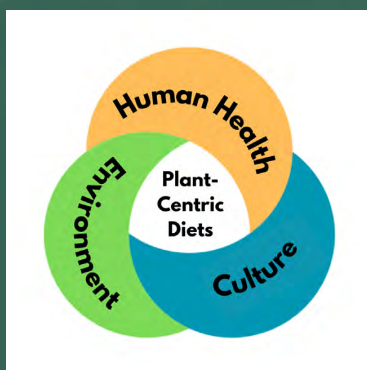 Human Health
Environment
Plant-
Centric
Diets
Culture